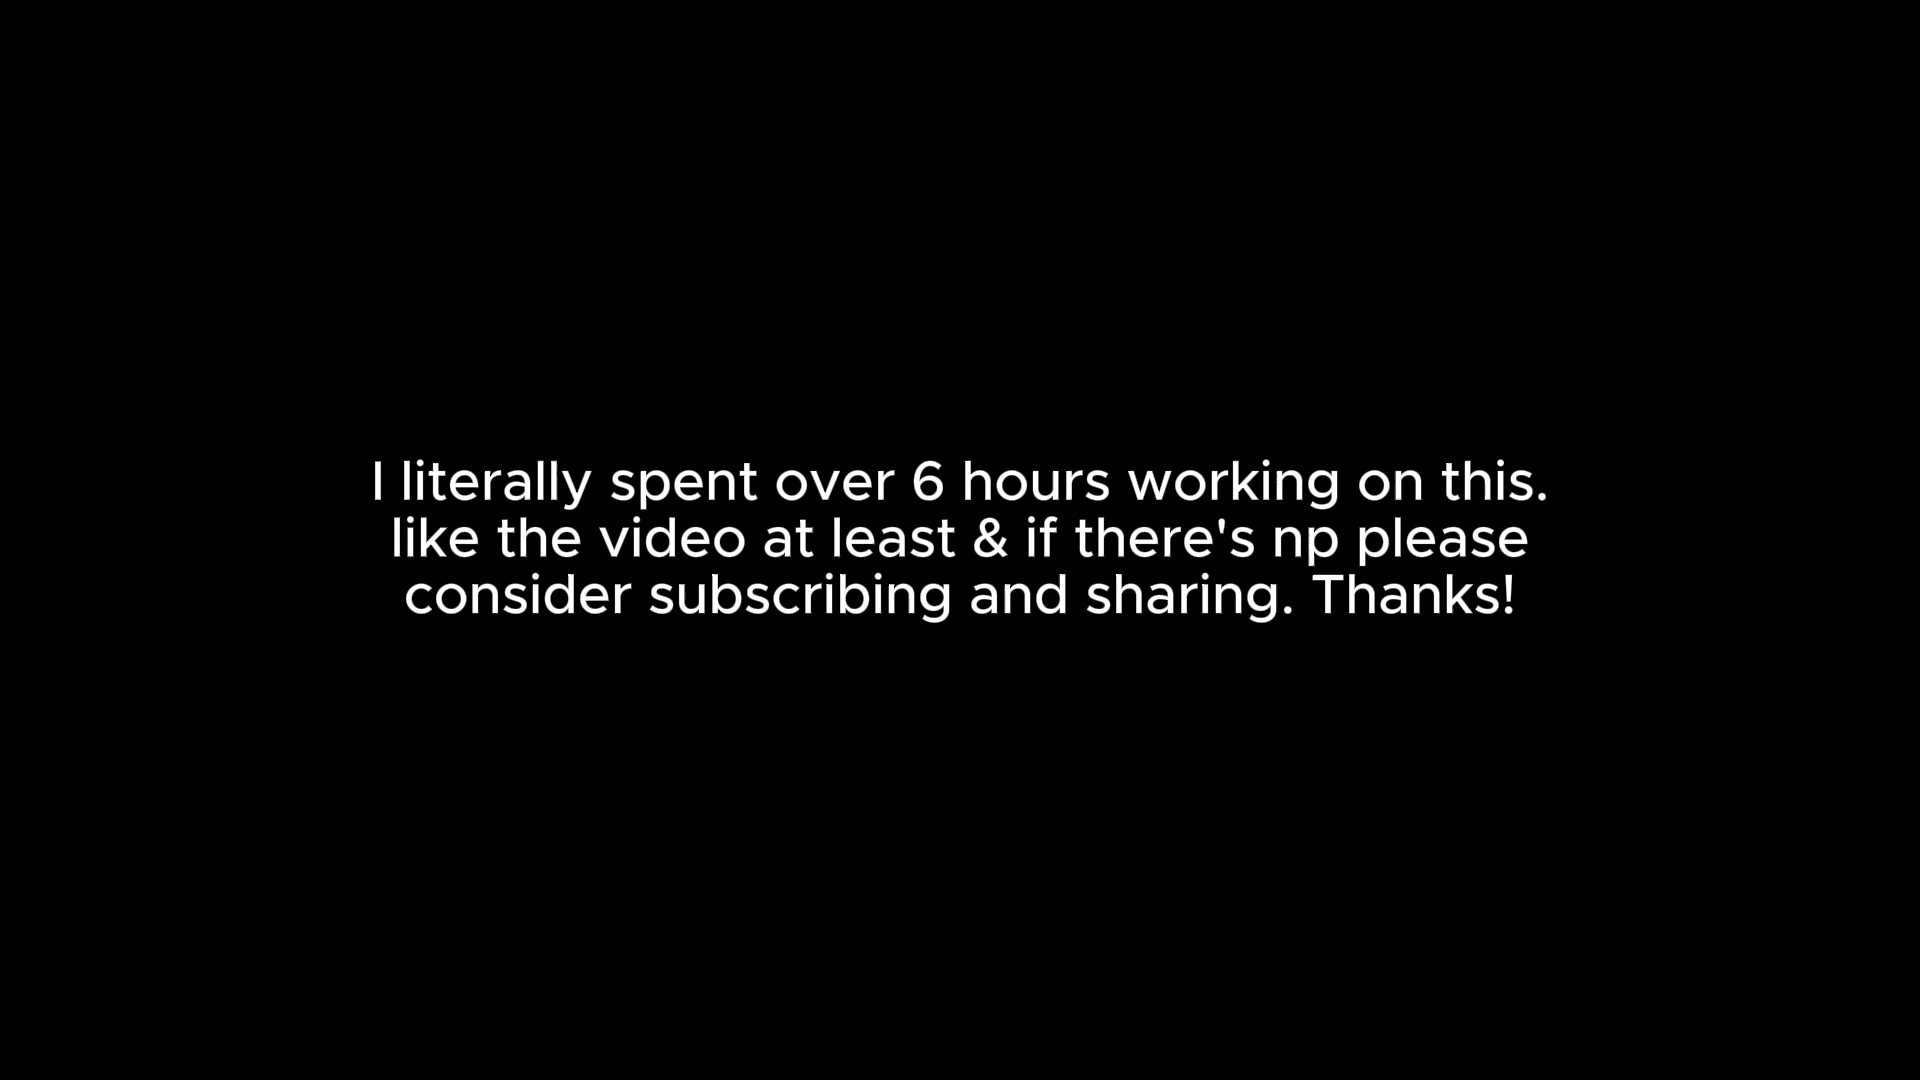 I literally spent over 6 hours working on this.
like the video at least & if there's np please
consider subscribing and sharing. Thanks!